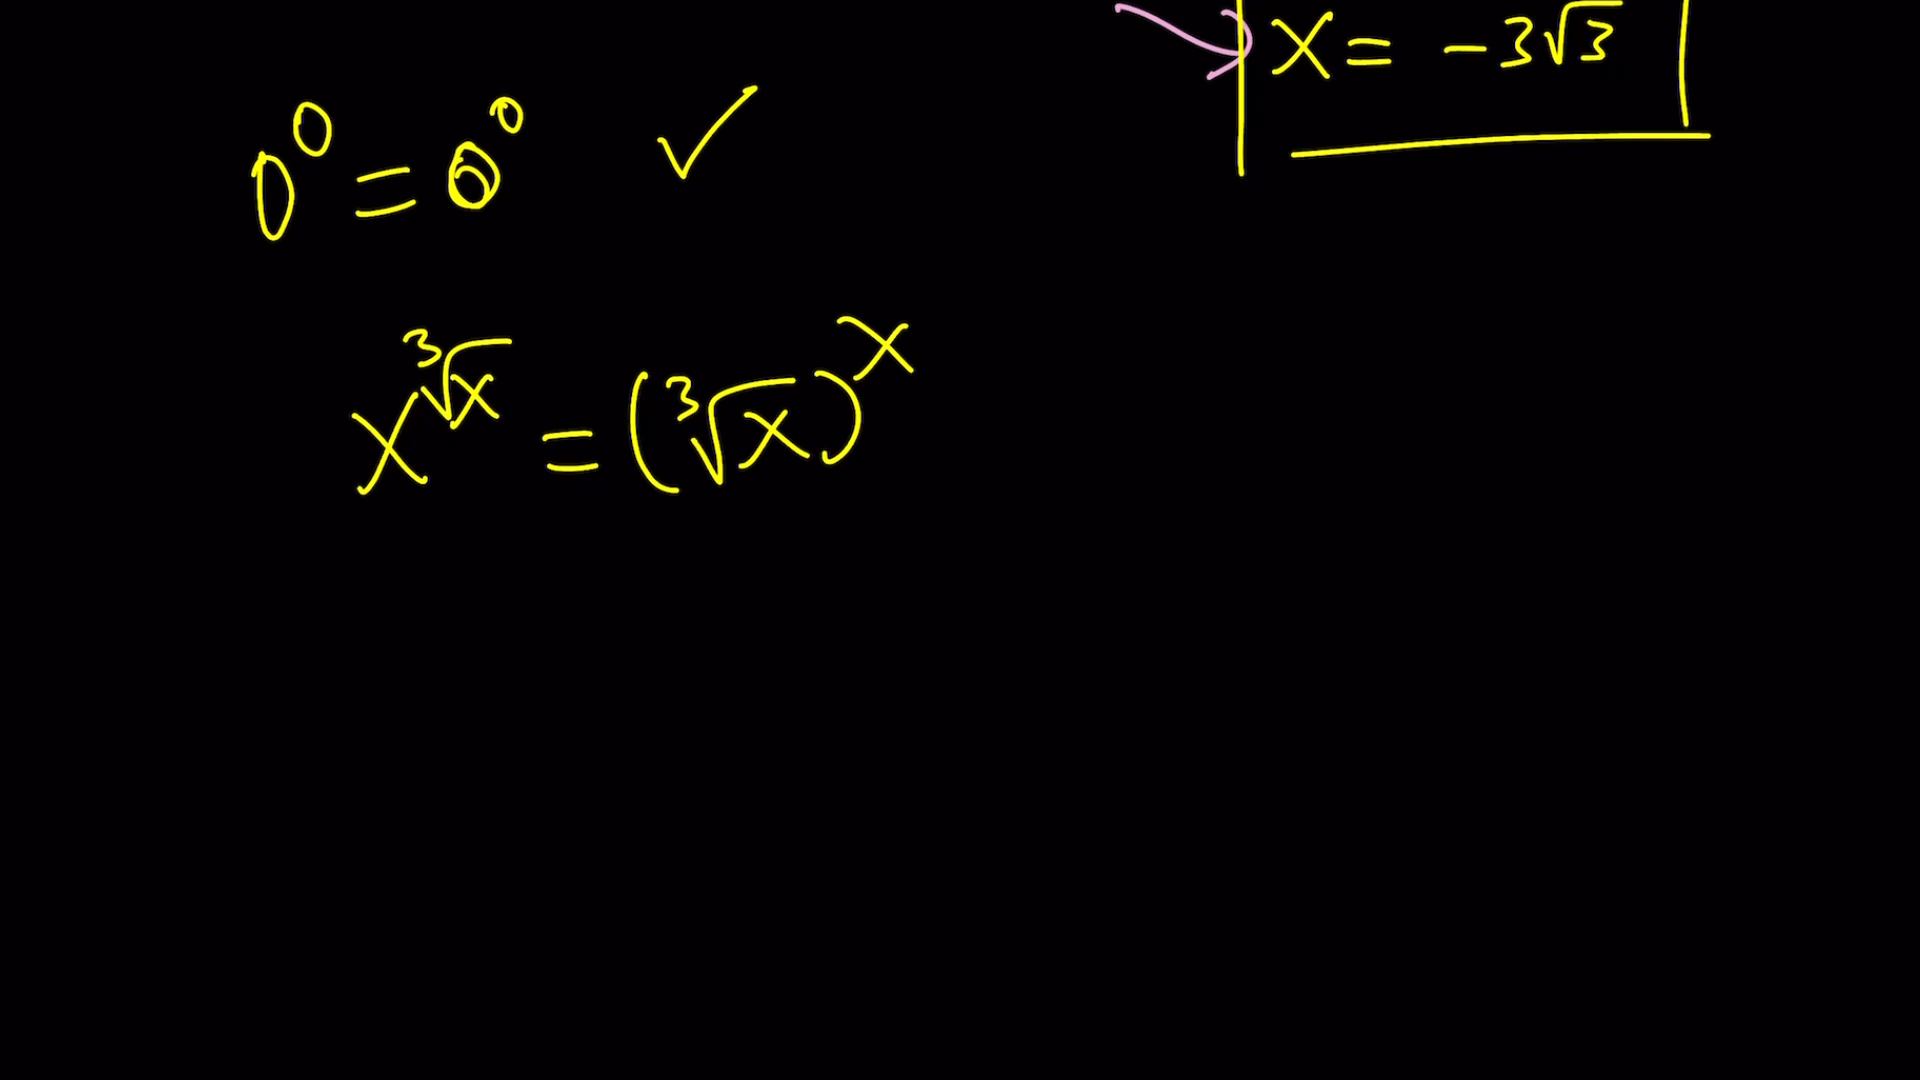 x = -3√3
0⁰ = 0⁰ ✓
x^∛x = (∛x)^x